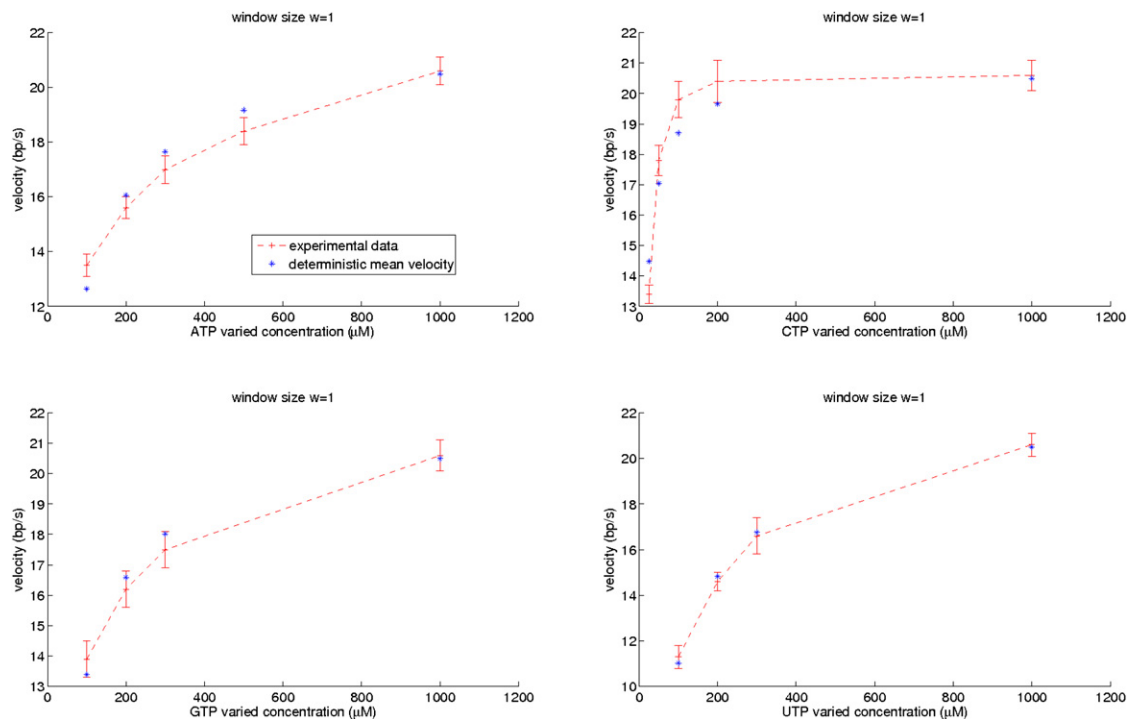 window size w=1
22
20
18
16
14
12
velocity (bp/s)
experimental data
deterministic mean velocity
0 200 400 600 800 1000 1200
ATP varied concentration (μM)
window size w=1
22
21
20
19
18
17
16
15
14
13
velocity (bp/s)
0 200 400 600 800 1000 1200
CTP varied concentration (μM)
window size w=1
22
21
20
19
18
17
16
15
14
13
velocity (bp/s)
0 200 400 600 800 1000 1200
GTP varied concentration (μM)
window size w=1
22
20
18
16
14
12
10
velocity (bp/s)
0 200 400 600 800 1000 1200
UTP varied concentration (μM)